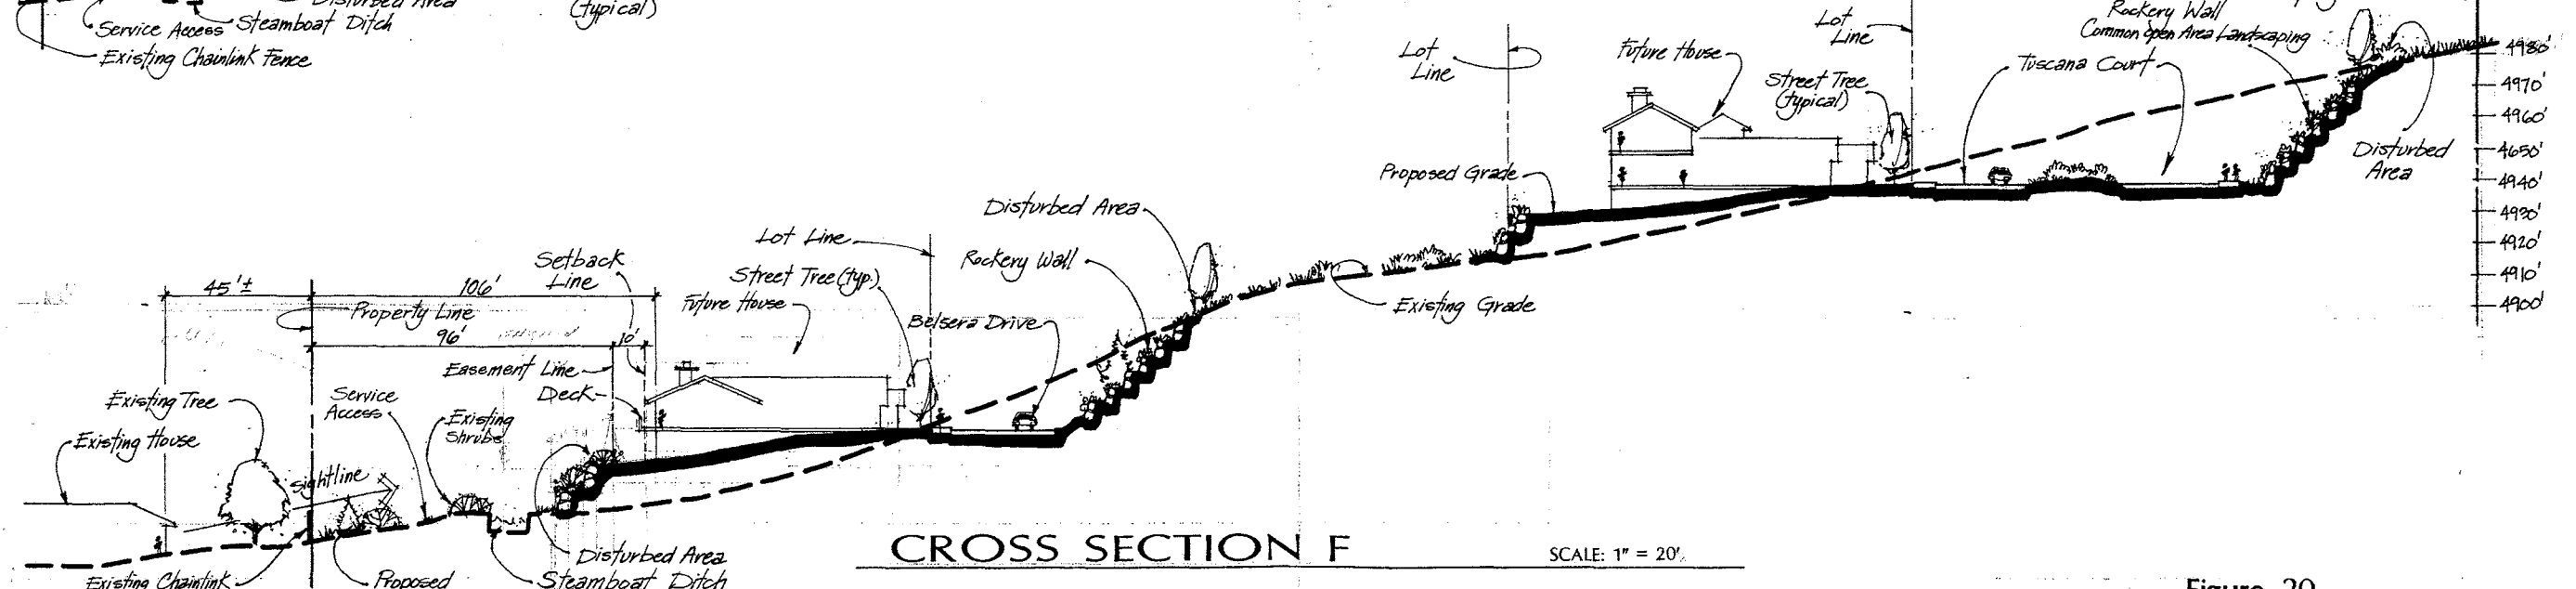 Disturbed Area
(typical)
Service Access
Steamboat Ditch
Existing Chainlink Fence
Lot
Line
Future House
Street Tree
(typical)
Lot
Line
Rockery Wall
Common Open Area Landscaping
Tuscana Court
4980'
4970'
4960'
4650'
4940'
4930'
4920'
4910'
4900'
Disturbed
Area
Proposed Grade
Existing Grade
Disturbed Area
Rockery Wall
Lot Line
Street Tree (typ.)
Future House
Belsera Drive
Setback
Line
45'±
106'
Property Line
96'
10'
Easement Line
Deck
Service
Access
Existing
Shrubs
Existing Tree
Existing House
Sightline
Existing Chainlink
Proposed
Disturbed Area
Steamboat Ditch
CROSS SECTION F
SCALE: 1" = 20'
Figure 20